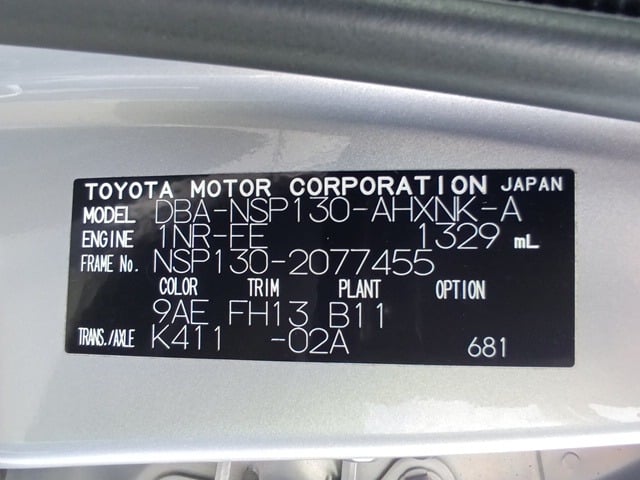 TOYOTA MOTOR CORPORATION JAPAN
MODEL DBA-NSP130-AHXNK-A
ENGINE 1NR-FE 1329 mL
FRAME No. NSP130-2077455
COLOR TRIM PLANT OPTION
9AE FH13 B11
TRANS./AXLE K411 -02A 681